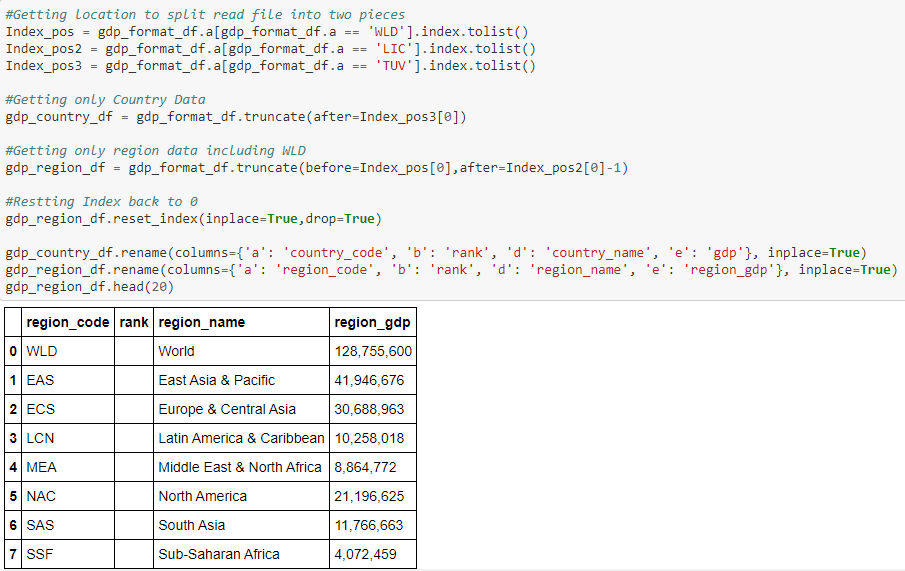 #Getting location to split read file into two pieces
Index_pos = gdp_format_df.a[gdp_format_df.a == 'WLD'].index.tolist()
Index_pos2 = gdp_format_df.a[gdp_format_df.a == 'LIC'].index.tolist()
Index_pos3 = gdp_format_df.a[gdp_format_df.a == 'TUV'].index.tolist()
#Getting only Country Data
gdp_country_df = gdp_format_df.truncate(after=Index_pos3[0])
#Getting only region data including WLD
gdp_region_df = gdp_format_df.truncate(before=Index_pos[0],after=Index_pos2[0]-1)
#Restting Index back to 0
gdp_region_df.reset_index(inplace=True,drop=True)
gdp_country_df.rename(columns={'a': 'country_code', 'b': 'rank', 'd': 'country_name', 'e': 'gdp'}, inplace=True)
gdp_region_df.rename(columns={'a': 'region_code', 'b': 'rank', 'd': 'region_name', 'e': 'region_gdp'}, inplace=True)
gdp_region_df.head(20)
region_code rank region_name region_gdp
0 WLD World 128,755,600
1 EAS East Asia & Pacific 41,946,676
2 ECS Europe & Central Asia 30,688,963
3 LCN Latin America & Caribbean 10,258,018
4 MEA Middle East & North Africa 8,864,772
5 NAC North America 21,196,625
6 SAS South Asia 11,766,663
7 SSF Sub-Saharan Africa 4,072,459